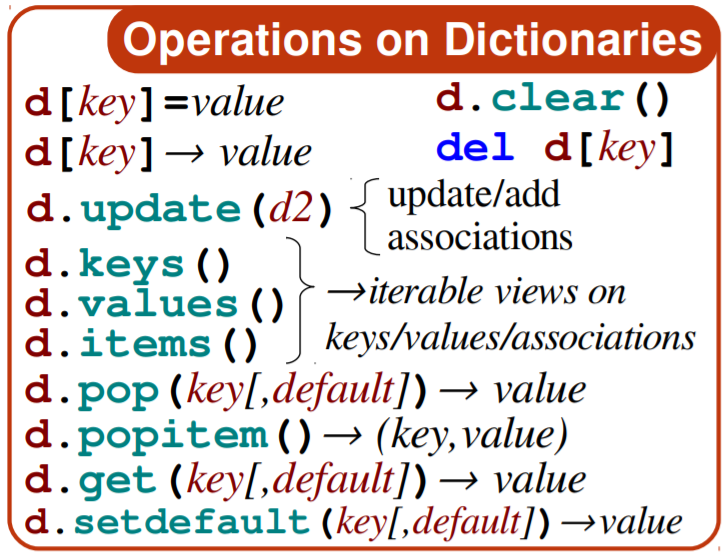 Operations on Dictionaries
d[key]=value
d.clear()
d[key]→ value
del d[key]
d.update(d2)
update/add
associations
d.keys()
d.values()
d.items()
→iterable views on
keys/values/associations
d.pop(key[,default])→ value
d.popitem()→ (key,value)
d.get(key[,default])→ value
d.setdefault(key[,default])→value